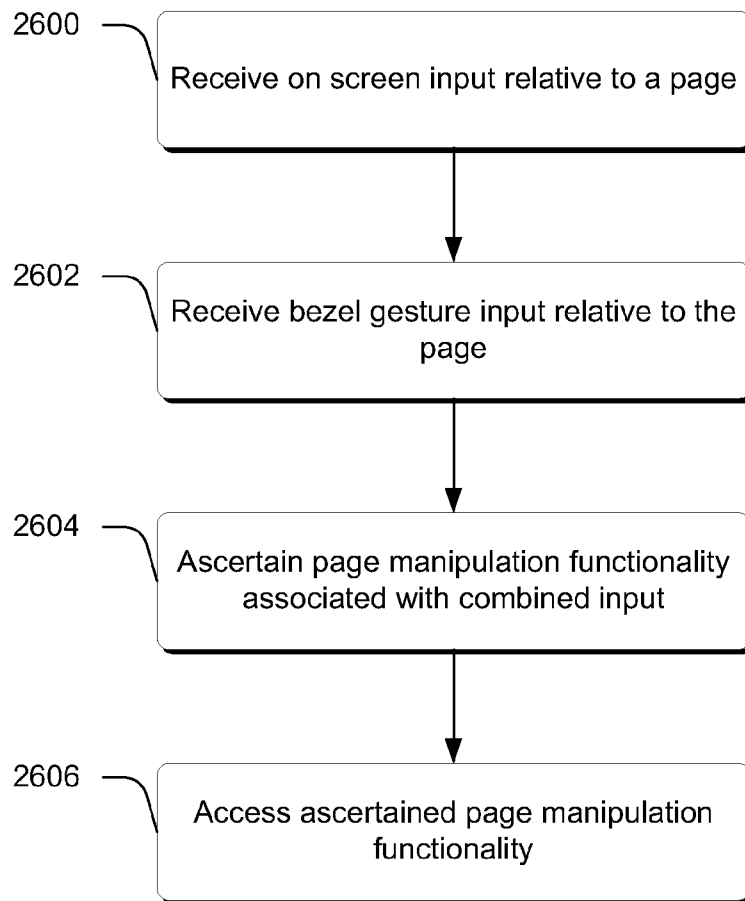 2600
Receive on screen input relative to a page
2602
Receive bezel gesture input relative to the
page
2604
Ascertain page manipulation functionality
associated with combined input
2606
Access ascertained page manipulation
functionality